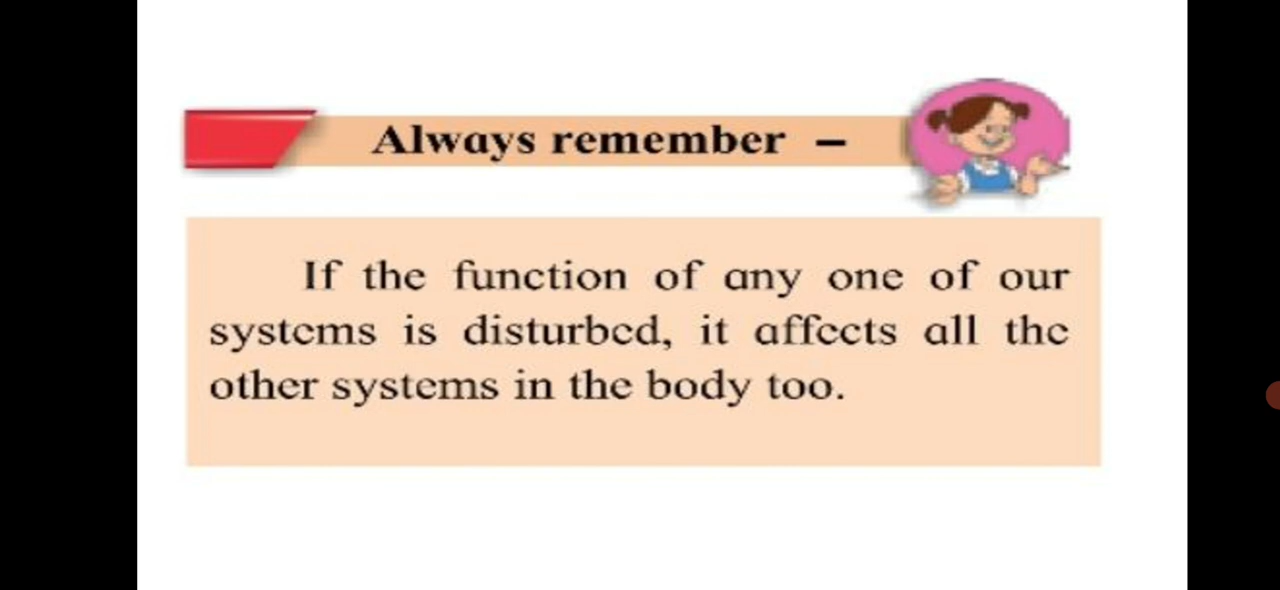 Always remember –
If the function of any one of our
systems is disturbed, it affects all the
other systems in the body too.